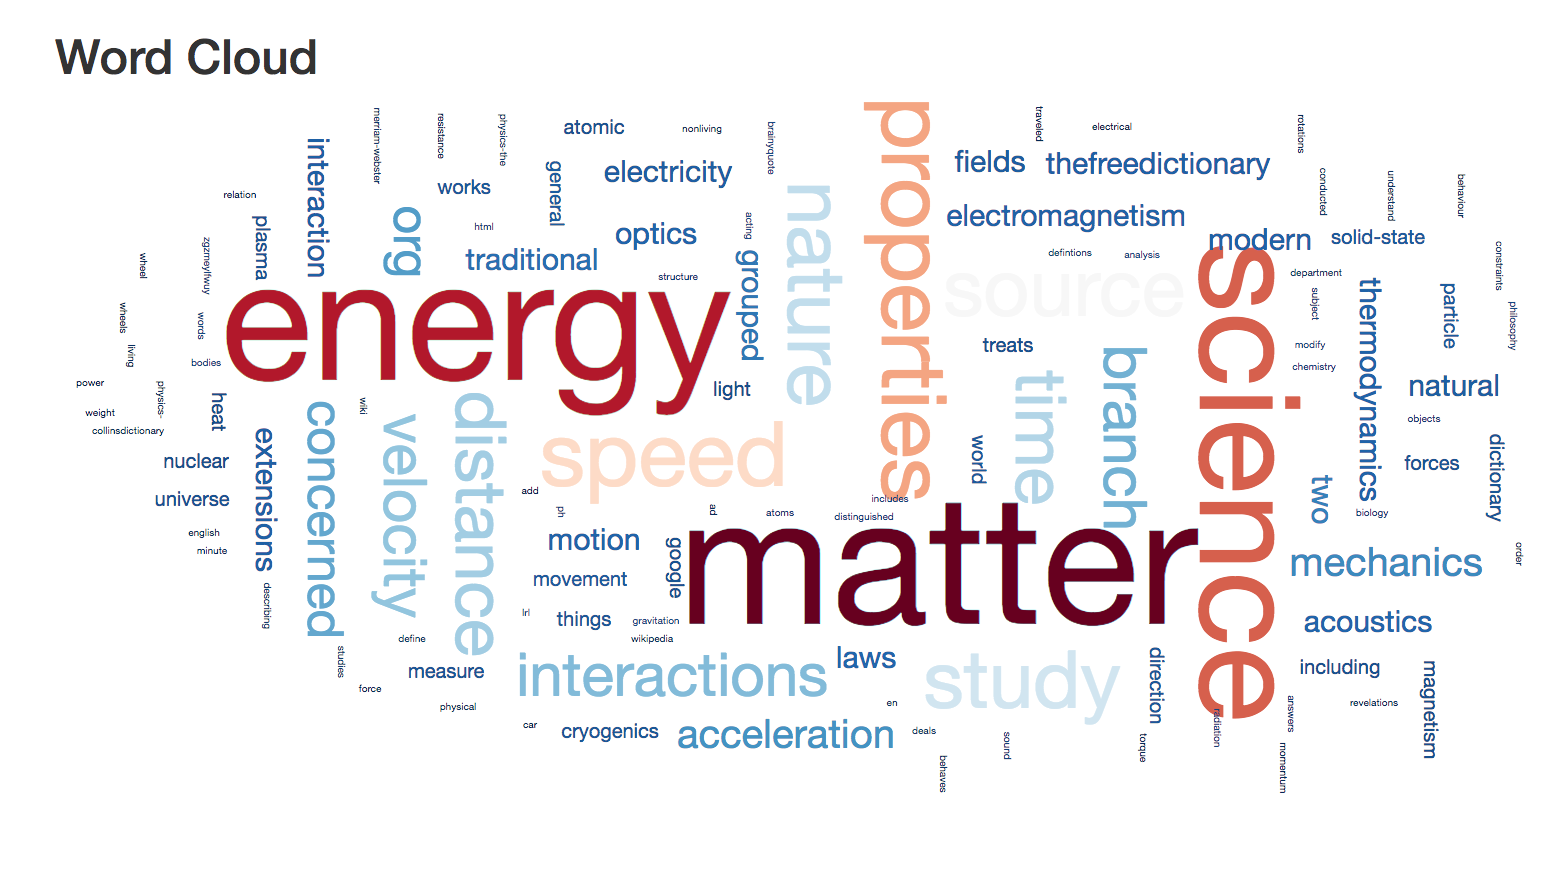 Word Cloud
properties
merriam-webster
resistance
physics-the
atomic
nonliving
brainyquote
traveled
electrical
rotations
interaction
works
general
electricity
fields
thefreedictionary
conducted
understand
behaviour
relation
plasma
org
html
optics
acting
nature
electromagnetism
modern
solid-state
zgzmeylfwuy
wheel
traditional
structure
grouped
defintions
analysis
department
constraints
science
energy
source
subject
thermodynamics
particle
philosophy
wheels
words
living
bodies
treats
modify
chemistry
power
physics-
heat
light
time
branch
natural
weight
collinsdictionary
wiki
concerned
velocity
distance
speed
world
objects
nuclear
extensions
forces
dictionary
universe
add
ph
ad
atoms
includes
distinguished
two
biology
english
minute
motion
google
matter
mechanics
order
describing
movement
lrl
things
gravitation
wikipedia
acoustics
define
studies
measure
interactions
laws
study
direction
including
magnetism
force
physical
en
radiation
answers
revelations
car
cryogenics
acceleration
deals
sound
torque
momentum
behaves